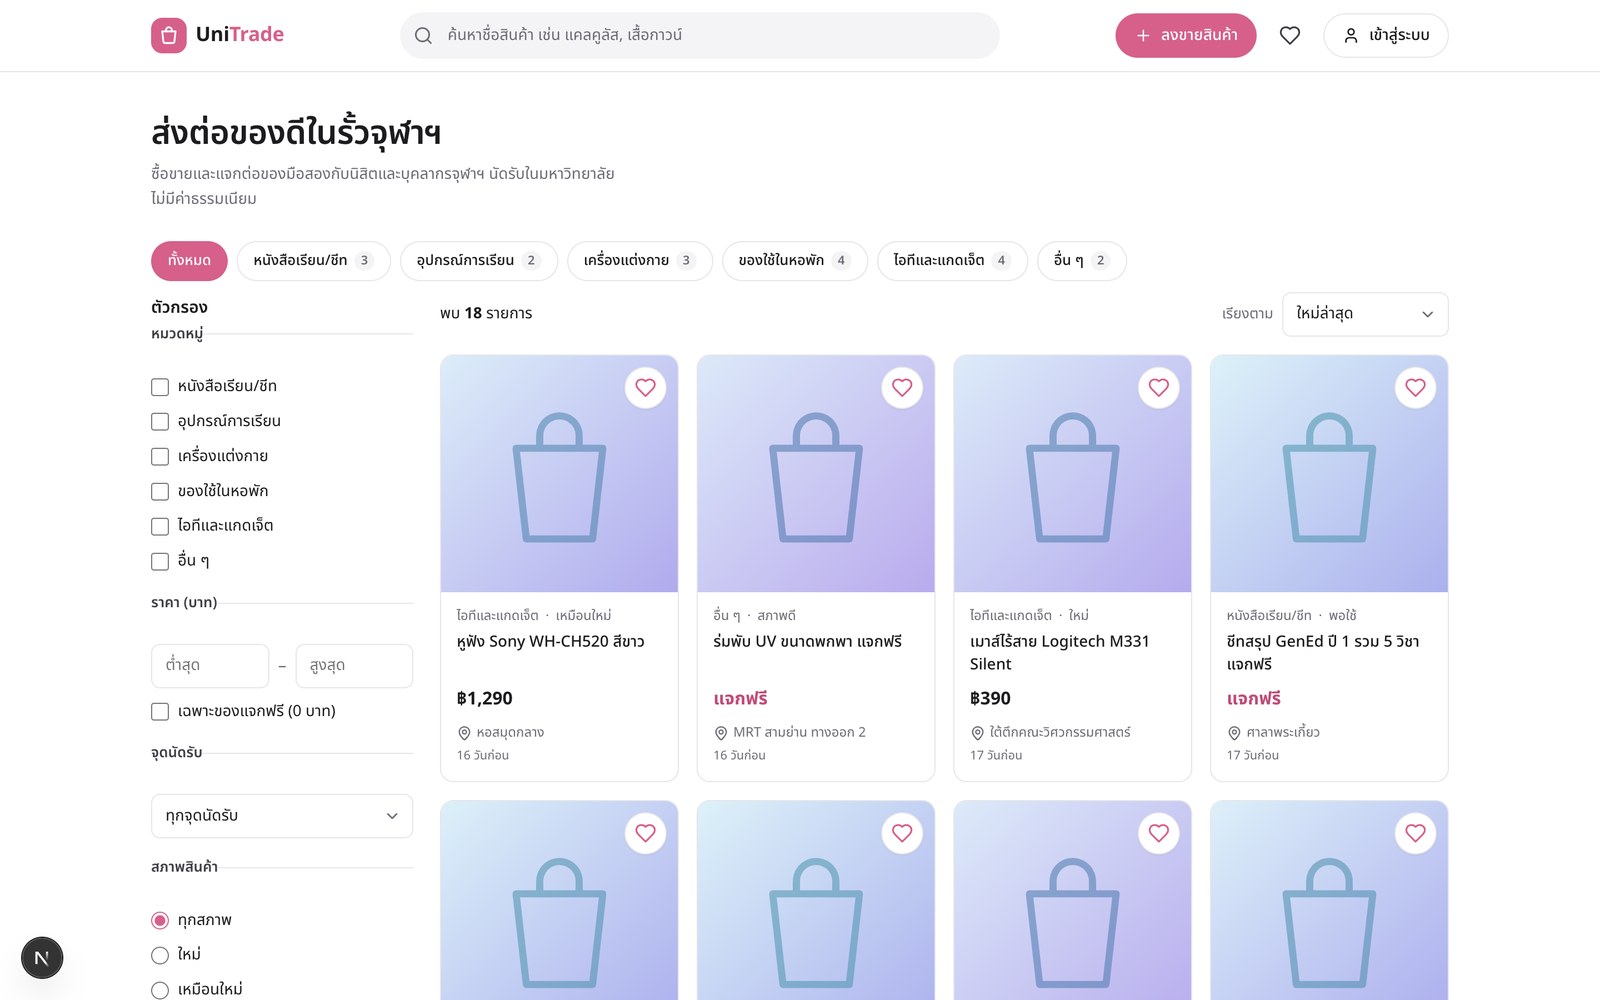 UniTrade
ค้นหาชื่อสินค้า เช่น แคลคูลัส, เสื้อกาวน์
ลงขายสินค้า
เข้าสู่ระบบ
ส่งต่อของดีในรั้วจุฬาฯ
ซื้อขายและแจกต่อของมือสองกับนิสิตและบุคลากรจุฬาฯ นัดรับในมหาวิทยาลัย
ไม่มีค่าธรรมเนียม
ทั้งหมด
หนังสือเรียน/ชีท 3
อุปกรณ์การเรียน 2
เครื่องแต่งกาย 3
ของใช้ในหอพัก 4
ไอทีและแกดเจ็ต 4
อื่น ๆ 2
ตัวกรอง
หมวดหมู่
หนังสือเรียน/ชีท
อุปกรณ์การเรียน
เครื่องแต่งกาย
ของใช้ในหอพัก
ไอทีและแกดเจ็ต
อื่น ๆ
ราคา (บาท)
ต่ำสุด – สูงสุด
เฉพาะของแจกฟรี (0 บาท)
จุดนัดรับ
ทุกจุดนัดรับ
สภาพสินค้า
ทุกสภาพ
ใหม่
เหมือนใหม่
พบ 18 รายการ
เรียงตาม ใหม่ล่าสุด
ไอทีและแกดเจ็ต · เหมือนใหม่
หูฟัง Sony WH-CH520 สีขาว
฿1,290
หอสมุดกลาง
16 วันก่อน
อื่น ๆ · สภาพดี
ร่มพับ UV ขนาดพกพา แจกฟรี
แจกฟรี
MRT สามย่าน ทางออก 2
16 วันก่อน
ไอทีและแกดเจ็ต · ใหม่
เมาส์ไร้สาย Logitech M331
Silent
฿390
ใต้ตึกคณะวิศวกรรมศาสตร์
17 วันก่อน
หนังสือเรียน/ชีท · พอใช้
ชีทสรุป GenEd ปี 1 รวม 5 วิชา
แจกฟรี
แจกฟรี
ศาลาพระเกี้ยว
17 วันก่อน
N